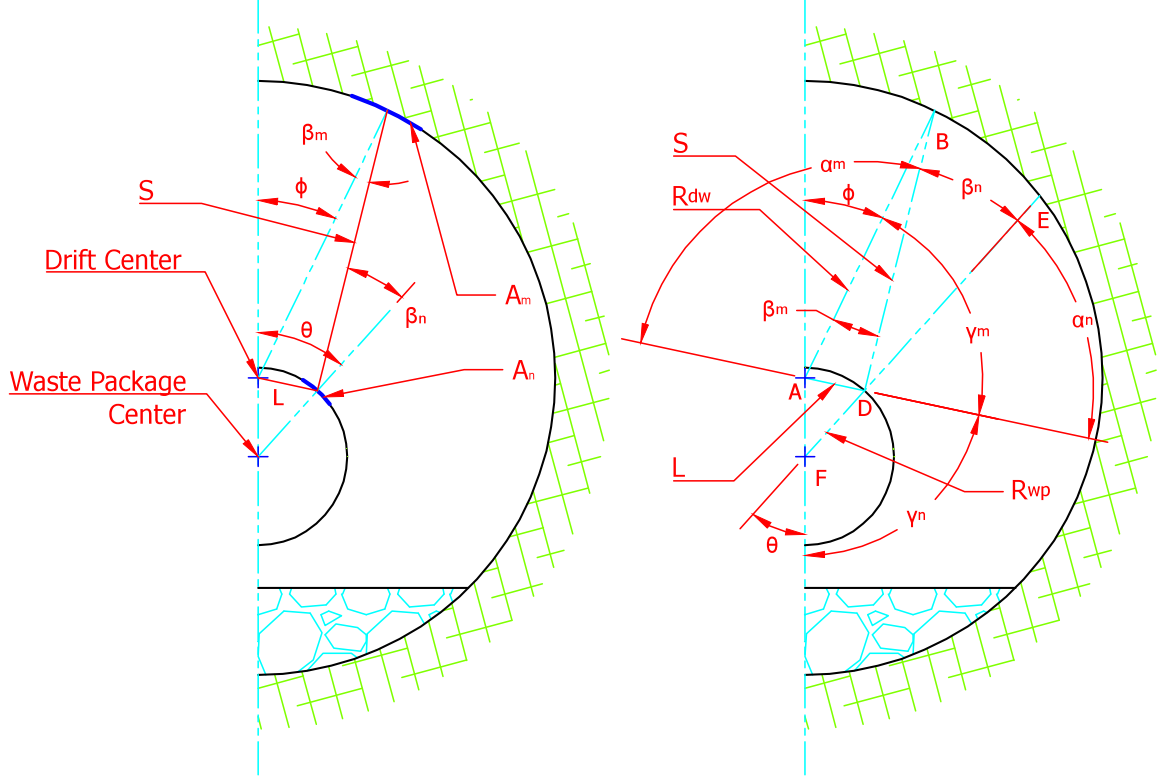 βm
ϕ
S
Drift Center
Am
βn
θ
An
Waste Package
Center
L
S
B
αm
βn
ϕ
Rdw
E
βm
γm
αn
A
D
L
F
Rwp
γn
θ